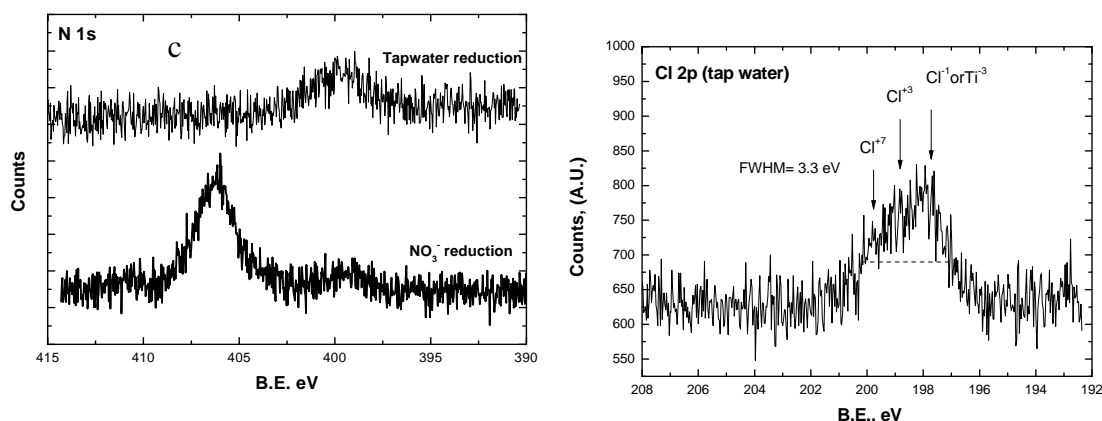 N 1s
c
Tapwater reduction
NO₃⁻ reduction
Counts
415 410 405 400 395 390
B.E. eV
Cl 2p (tap water)
Cl⁻¹orTi⁻³
Cl⁺³
Cl⁺⁷
FWHM= 3.3 eV
Counts, (A.U.)
1000
950
900
850
800
750
700
650
600
550
208 206 204 202 200 198 196 194 192
B.E., eV